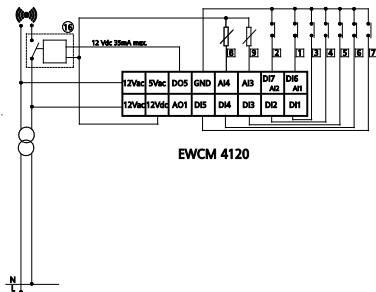 16
12 Vdc 35mA max.
8 9 2 1 3 4 5 6 7
12Vac 5Vac DO5 GND AI4 AI3 DI7 AI2 DI6 AI1
12Vac 12Vdc AO1 DI5 DI4 DI3 DI2 DI1
EWCM 4120
N
L